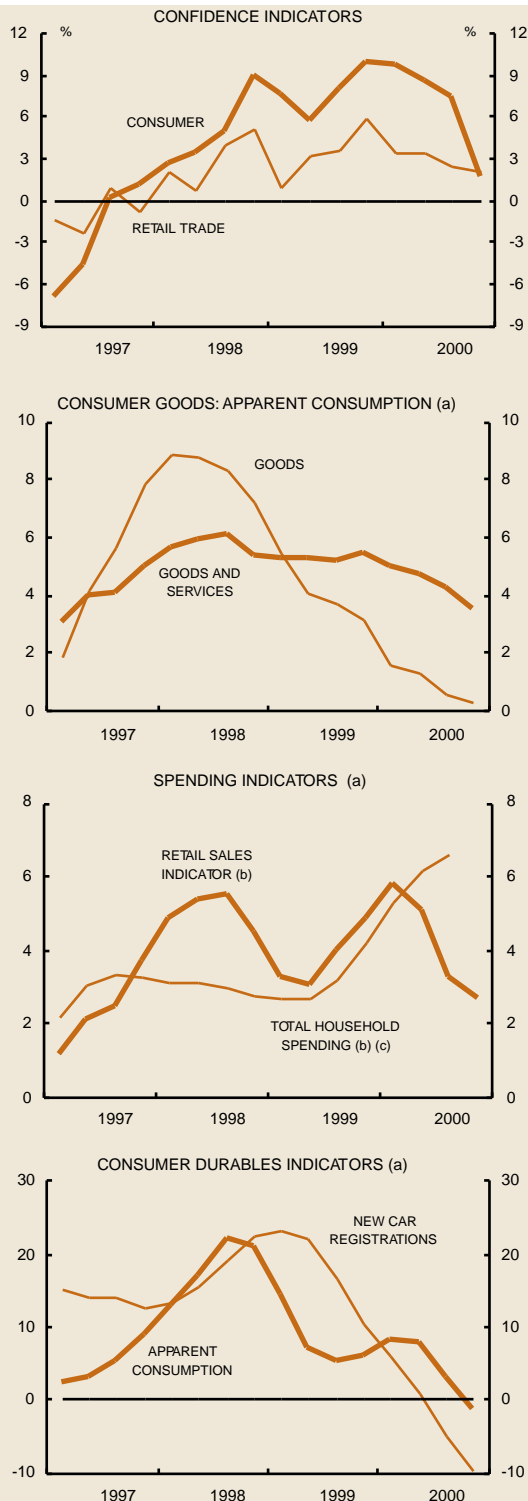 CONFIDENCE INDICATORS
12 % % 12
9 9
CONSUMER
6 6
3 3
0 0
RETAIL TRADE
-3 -3
-6 -6
-9 -9
1997 1998 1999 2000
CONSUMER GOODS: APPARENT CONSUMPTION (a)
10 10
GOODS
8 8
6 6
GOODS AND
SERVICES
4 4
2 2
0 0
1997 1998 1999 2000
SPENDING INDICATORS (a)
8 8
RETAIL SALES
INDICATOR (b)
6 6
4 4
TOTAL HOUSEHOLD
SPENDING (b) (c)
2 2
0 0
1997 1998 1999 2000
CONSUMER DURABLES INDICATORS (a)
30 30
NEW CAR
REGISTRATIONS
20 20
10 10
APPARENT
CONSUMPTION
0 0
-10 -10
1997 1998 1999 2000